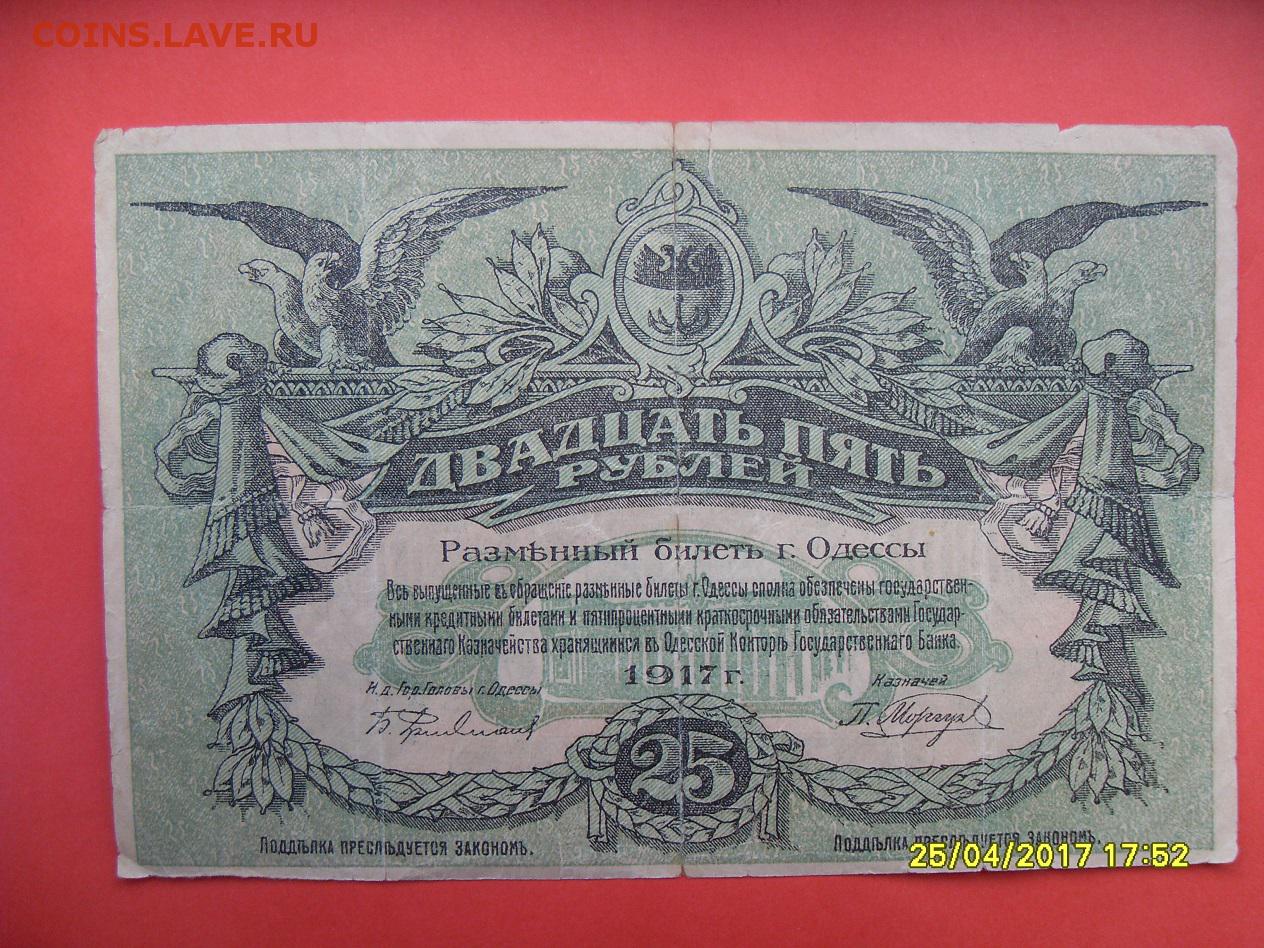 COINS.LAVE.RU
ДВАДЦАТЬ ПЯТЬ
РУБЛЕЙ
Размѣнный билетъ г. Одессы
Всѣ выпущенные въ обращение размѣнные билеты г. Одессы сполна обезпечены государствен-
ными кредитными билетами и пятипроцентными краткосрочными обязательствами Государ-
ственнаго Казначейства хранящимися въ Одесской Конторѣ Государственнаго Банка.
1917 г.
И. д. Гор. Головы г. Одессы
Казначей
25
Поддѣлка преслѣдуется закономъ.
Поддѣлка преслѣдуется закономъ.
25/04/2017 17:52